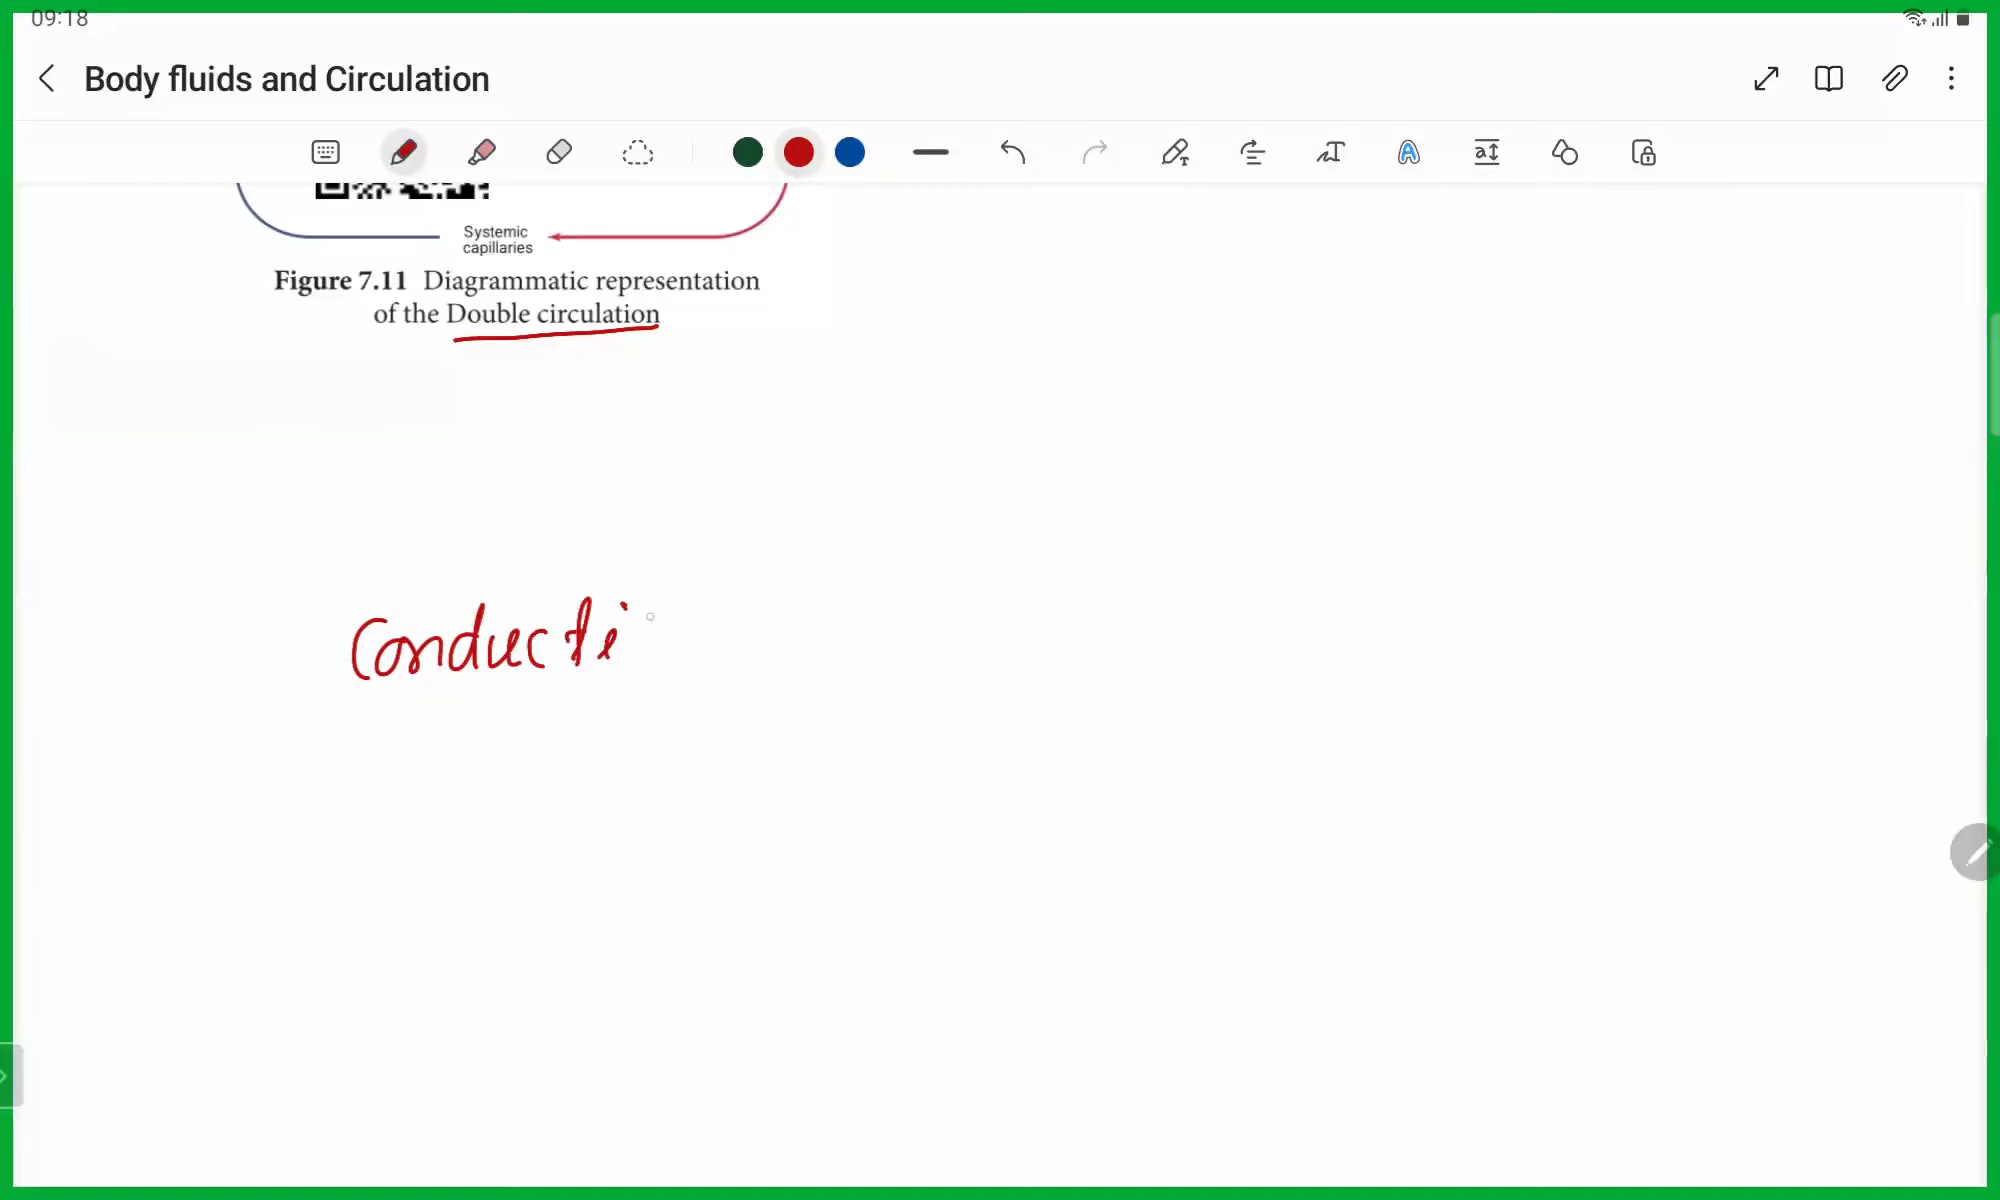 09:18
Body fluids and Circulation
Systemic
capillaries
Figure 7.11 Diagrammatic representation
of the Double circulation
Conducti